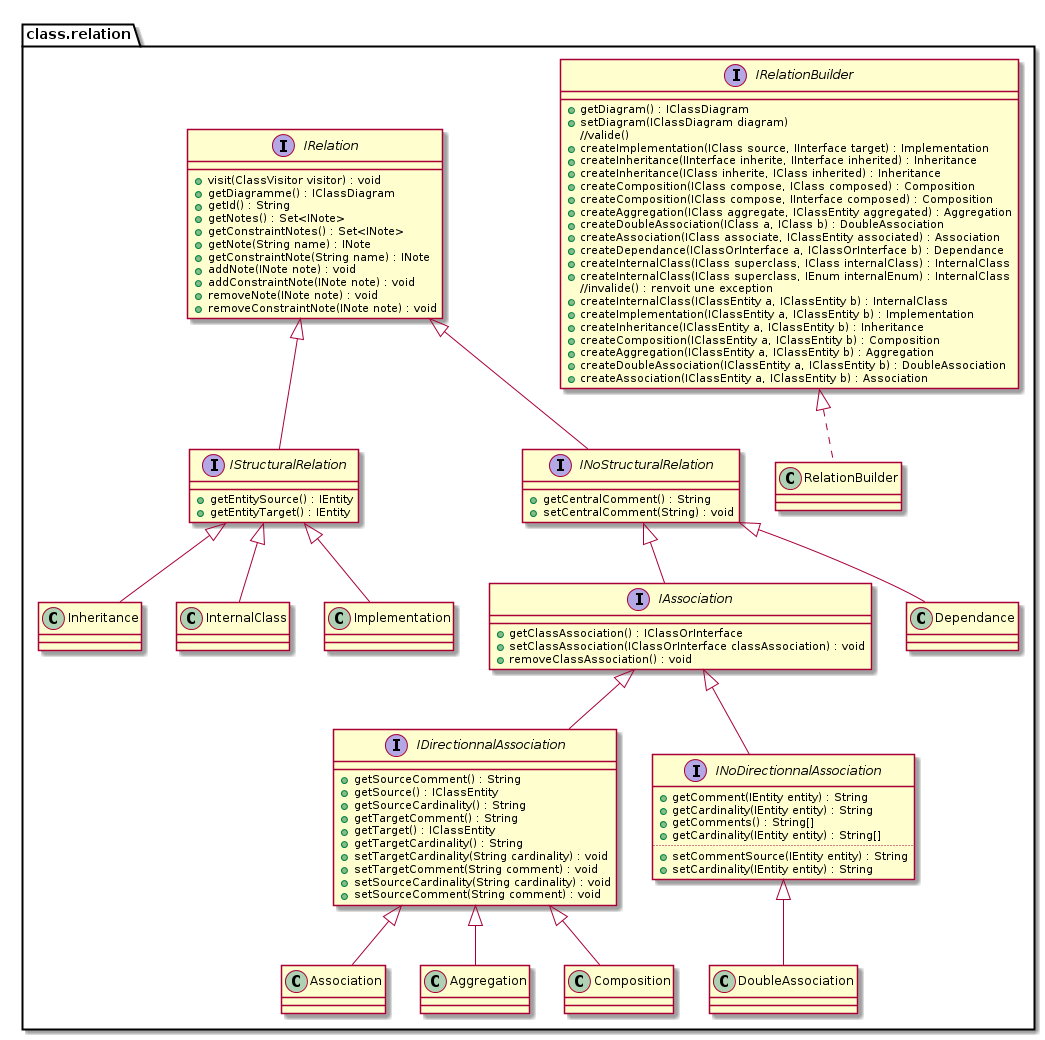 class.relation
I IRelationBuilder
getDiagram() : IClassDiagram
setDiagram(IClassDiagram diagram)
//valide()
createImplementation(IClass source, IInterface target) : Implementation
createInheritance(IInterface inherite, IInterface inherited) : Inheritance
createInheritance(IClass inherite, IClass inherited) : Inheritance
createComposition(IClass compose, IClass composed) : Composition
createComposition(IClass compose, IInterface composed) : Composition
createAggregation(IClass aggregate, IClassEntity aggregated) : Aggregation
createDoubleAssociation(IClass a, IClass b) : DoubleAssociation
createAssociation(IClass associate, IClassEntity associated) : Association
createDependance(IClassOrInterface a, IClassOrInterface b) : Dependance
createInternalClass(IClass superclass, IClass internalClass) : InternalClass
createInternalClass(IClass superclass, IEnum internalEnum) : InternalClass
//invalide() : renvoit une exception
createInternalClass(IClassEntity a, IClassEntity b) : InternalClass
createImplementation(IClassEntity a, IClassEntity b) : Implementation
createInheritance(IClassEntity a, IClassEntity b) : Inheritance
createComposition(IClassEntity a, IClassEntity b) : Composition
createAggregation(IClassEntity a, IClassEntity b) : Aggregation
createDoubleAssociation(IClassEntity a, IClassEntity b) : DoubleAssociation
createAssociation(IClassEntity a, IClassEntity b) : Association
I IRelation
visit(ClassVisitor visitor) : void
getDiagramme() : IClassDiagram
getId() : String
getNotes() : Set<INote>
getConstraintNotes() : Set<INote>
getNote(String name) : INote
getConstraintNote(String name) : INote
addNote(INote note) : void
addConstraintNote(INote note) : void
removeNote(INote note) : void
removeConstraintNote(INote note) : void
I IStructuralRelation
getEntitySource() : IEntity
getEntityTarget() : IEntity
I INoStructuralRelation
getCentralComment() : String
setCentralComment(String) : void
C RelationBuilder
C Inheritance
C InternalClass
C Implementation
I IAssociation
getClassAssociation() : IClassOrInterface
setClassAssociation(IClassOrInterface classAssociation) : void
removeClassAssociation() : void
C Dependance
I IDirectionnalAssociation
getSourceComment() : String
getSource() : IClassEntity
getSourceCardinality() : String
getTargetComment() : String
getTarget() : IClassEntity
getTargetCardinality() : String
setTargetCardinality(String cardinality) : void
setTargetComment(String comment) : void
setSourceCardinality(String cardinality) : void
setSourceComment(String comment) : void
I INoDirectionnalAssociation
getComment(IEntity entity) : String
getCardinality(IEntity entity) : String
getComments() : String[]
getCardinality(IEntity entity) : String[]
setCommentSource(IEntity entity) : String
setCardinality(IEntity entity) : String
C Association
C Aggregation
C Composition
C DoubleAssociation